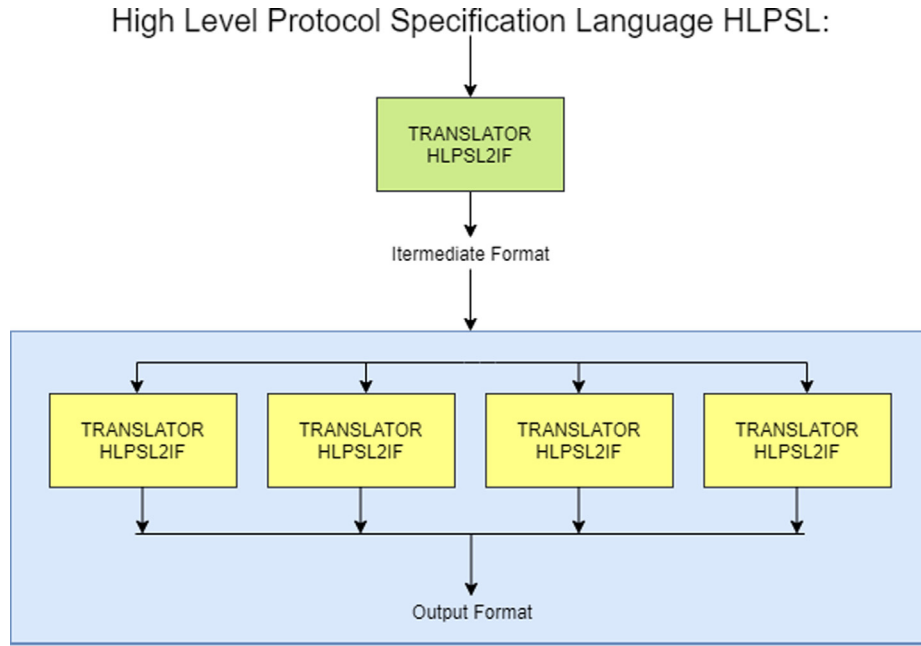 High Level Protocol Specification Language HLPSL:
TRANSLATOR
HLPSL2IF
Itermediate Format
TRANSLATOR
HLPSL2IF
TRANSLATOR
HLPSL2IF
TRANSLATOR
HLPSL2IF
TRANSLATOR
HLPSL2IF
Output Format